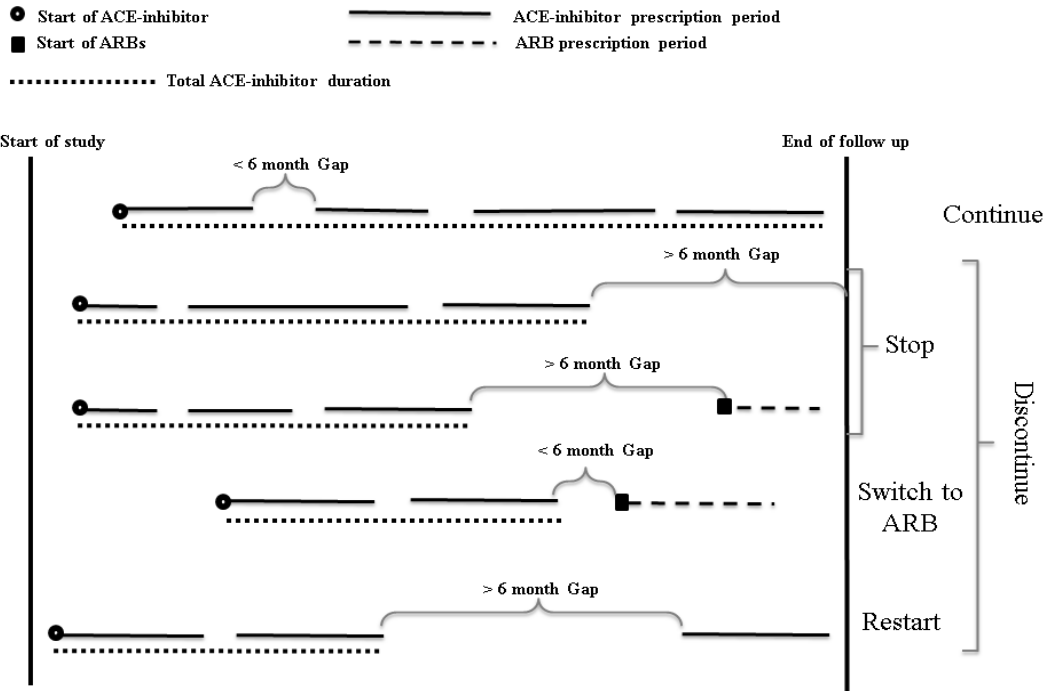 Start of ACE-inhibitor
ACE-inhibitor prescription period
Start of ARBs
ARB prescription period
Total ACE-inhibitor duration
Start of study
End of follow up
< 6 month Gap
Continue
> 6 month Gap
Stop
> 6 month Gap
Discontinue
< 6 month Gap
Switch to
ARB
> 6 month Gap
Restart